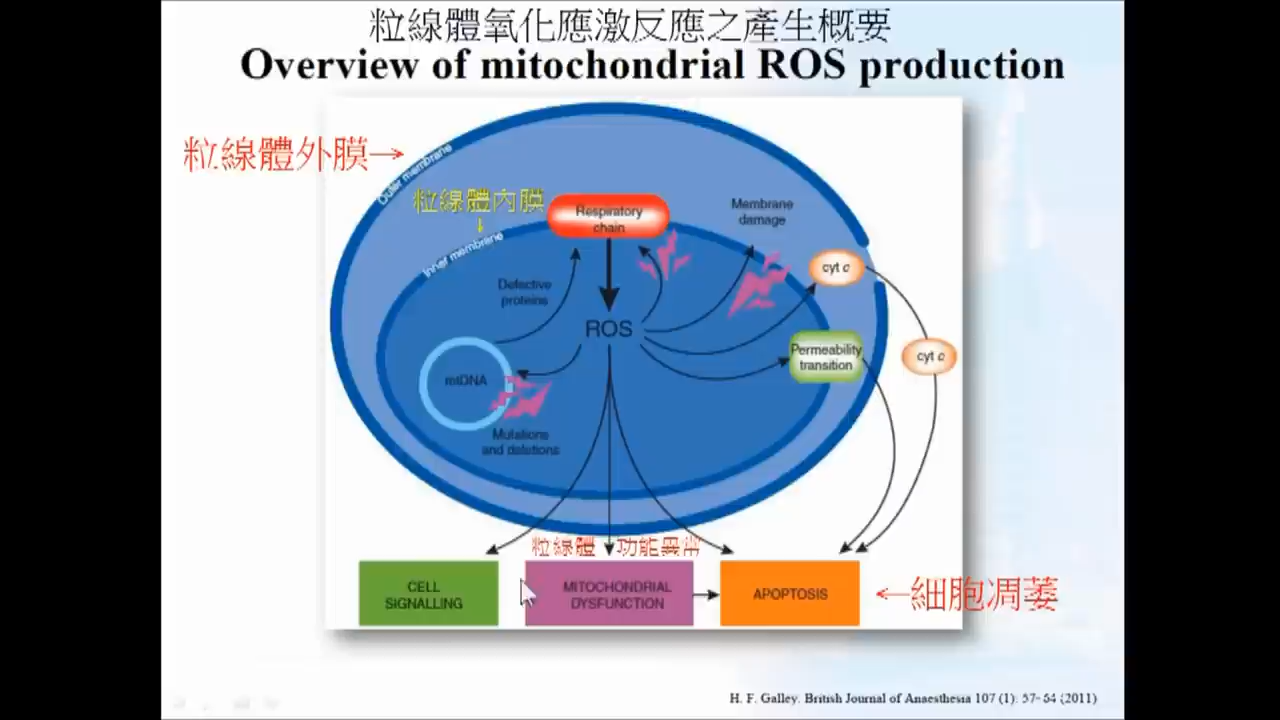 粒線體氧化應激反應之產生概要
Overview of mitochondrial ROS production
粒線體外膜→
Outer membrane
粒線體內膜
Inner membrane
Respiratory
chain
Membrane
damage
cyt c
Defective
proteins
ROS
Permeability
transition
cyt c
mtDNA
Mutations
and deletions
粒線體 功能異常
CELL
SIGNALLING
MITOCHONDRIAL
DYSFUNCTION
APOPTOSIS
←細胞凋萎
H. F. Galley. British Journal of Anaesthesia 107 (1): 57-64 (2011)